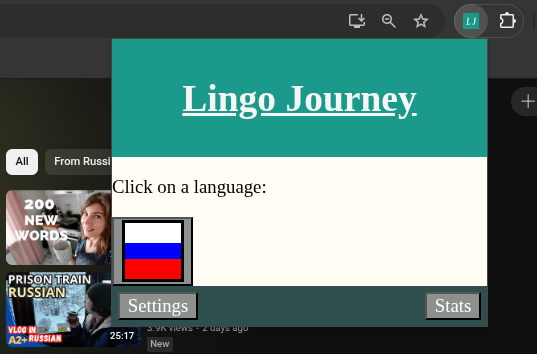 LJ
Lingo Journey
Click on a language:
Settings
Stats
All
From Russi
200
NEW
WORDS
PRISON TRAIN
RUSSIAN
VLOG IN
A2+ RUSSIAN
25:17
3.9K views • 2 days ago
New